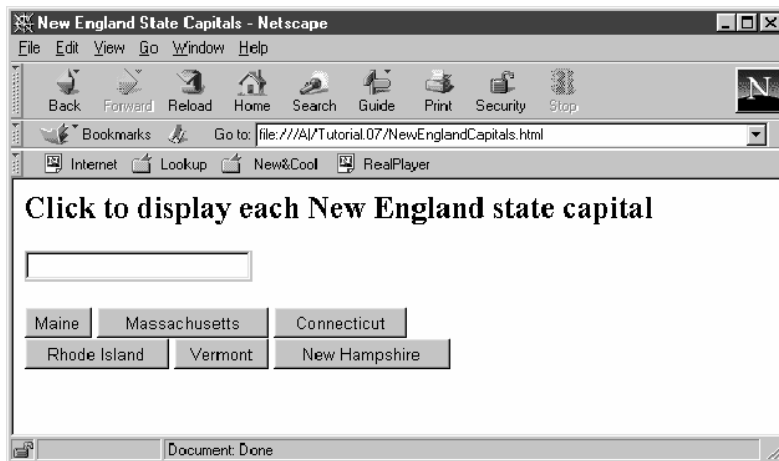 New England State Capitals - Netscape
File Edit View Go Window Help
Back Forward Reload Home Search Guide Print Security Stop
N
Bookmarks Go to: file:///A|/Tutorial.07/NewEnglandCapitals.html
Internet Lookup New&Cool RealPlayer
Click to display each New England state capital
Maine Massachusetts Connecticut
Rhode Island Vermont New Hampshire
Document: Done